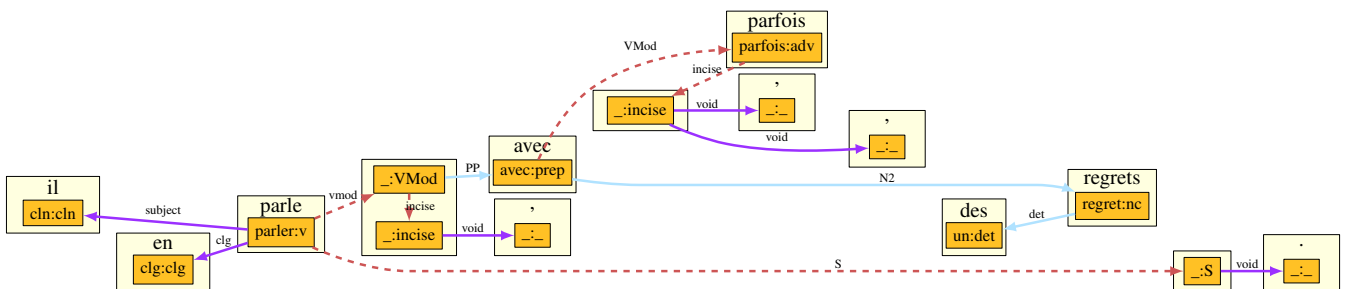 parfois
parfois:adv
VMod
incise
,
_:incise
void
_:_
,
void
_:_
avec
avec:prep
PP
_:VMod
N2
regrets
regret:nc
il
cln:cln
subject
parle
parler:v
vmod
incise
_:incise
void
,
_:_
des
un:det
det
en
clg:clg
clg
S
_:S
void
.
_:_